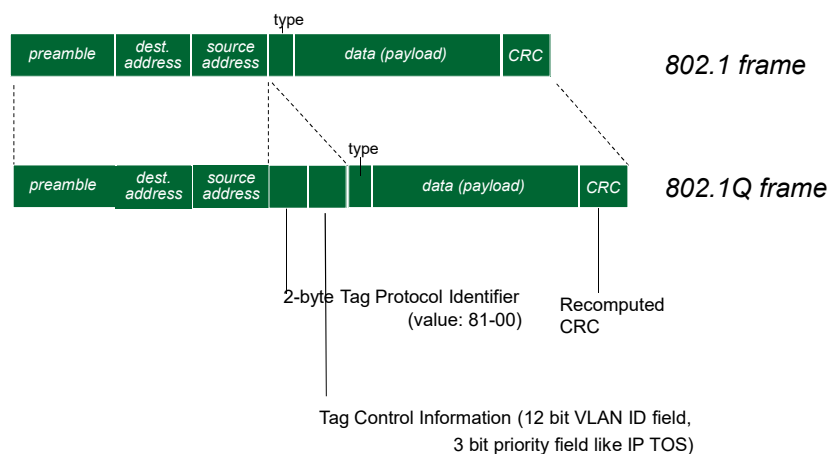 type
preamble
dest.
address
source
address
data (payload)
CRC
802.1 frame
type
preamble
dest.
address
source
address
data (payload)
CRC
802.1Q frame
2-byte Tag Protocol Identifier
(value: 81-00)
Recomputed
CRC
Tag Control Information (12 bit VLAN ID field,
3 bit priority field like IP TOS)